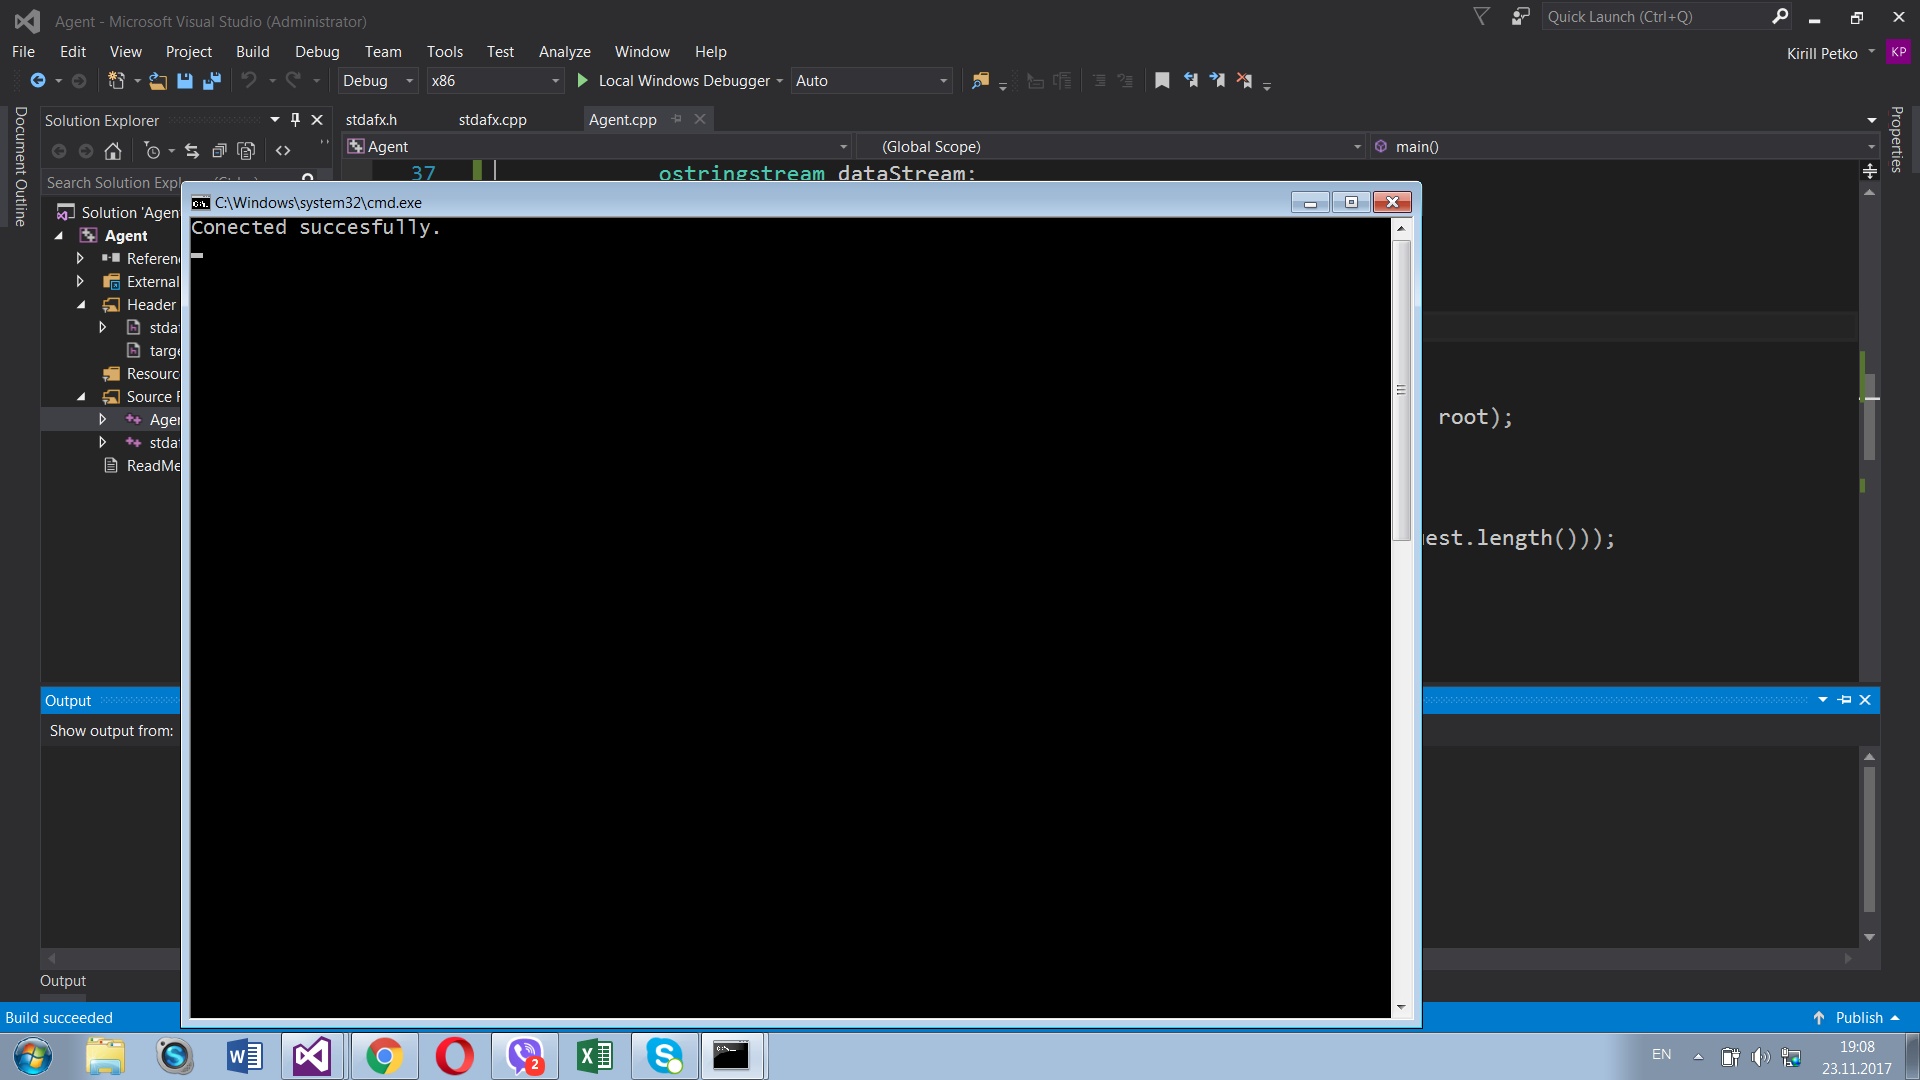 Agent - Microsoft Visual Studio (Administrator)
Quick Launch (Ctrl+Q)
File Edit View Project Build Debug Team Tools Test Analyze Window Help
Kirill Petko KP
Debug x86 Local Windows Debugger Auto
Document Outline
Solution Explorer
stdafx.h stdafx.cpp Agent.cpp
Properties
Agent (Global Scope) main()
37 ostringstream dataStream;
Search Solution Expl
C:\Windows\system32\cmd.exe
Conected succesfully.
Solution 'Agen
Agent
Referen
External
Header
stdaf
targe
Resourc
Source F
Agen
stdaf
ReadMe
root);
est.length()));
Output
Show output from:
Output
Build succeeded
Publish
2
EN
19:08
23.11.2017